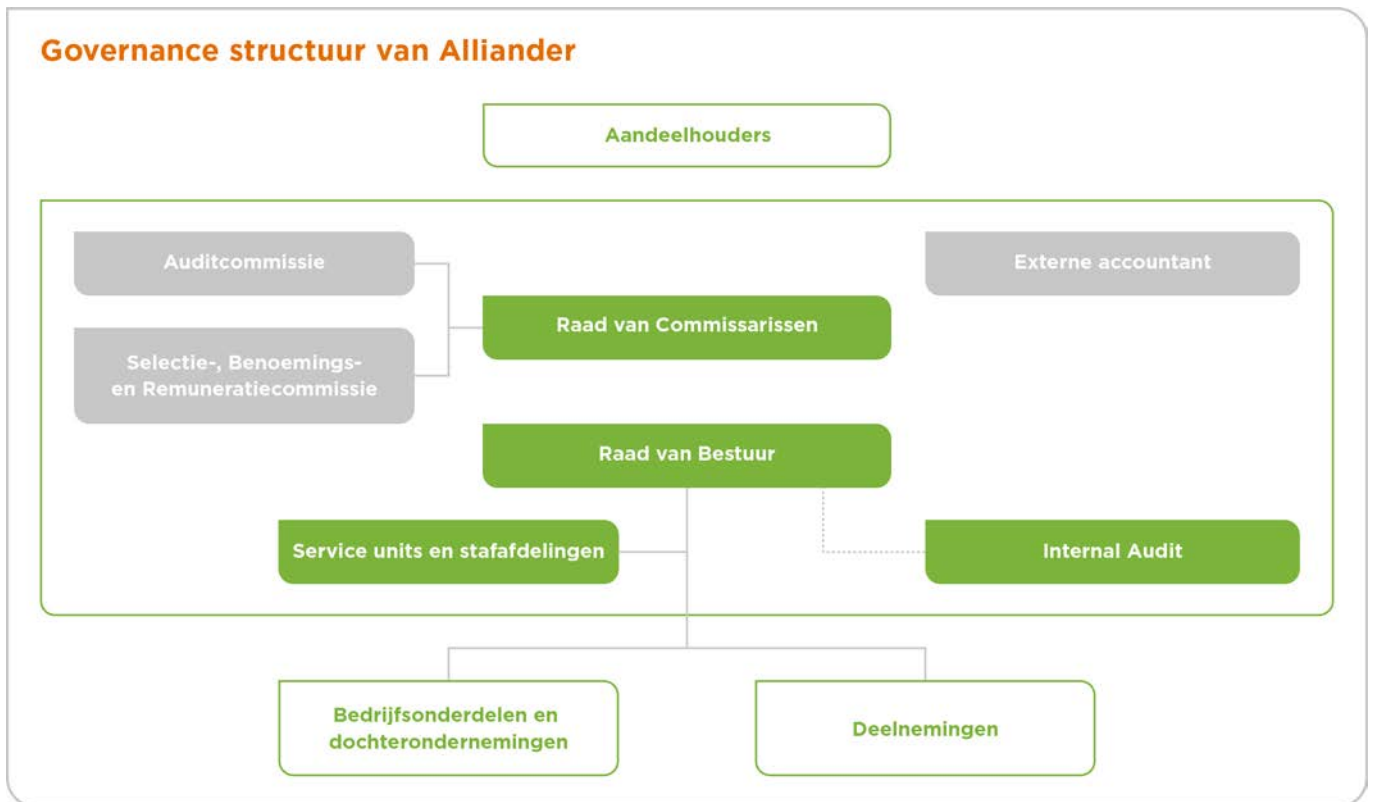 Governance structuur van Alliander
Aandeelhouders
Auditcommissie
Externe accountant
Raad van Commissarissen
Selectie-, Benoemings-
en Remuneratiecommissie
Raad van Bestuur
Service units en stafafdelingen
Internal Audit
Bedrijfsonderdelen en
dochterondernemingen
Deelnemingen